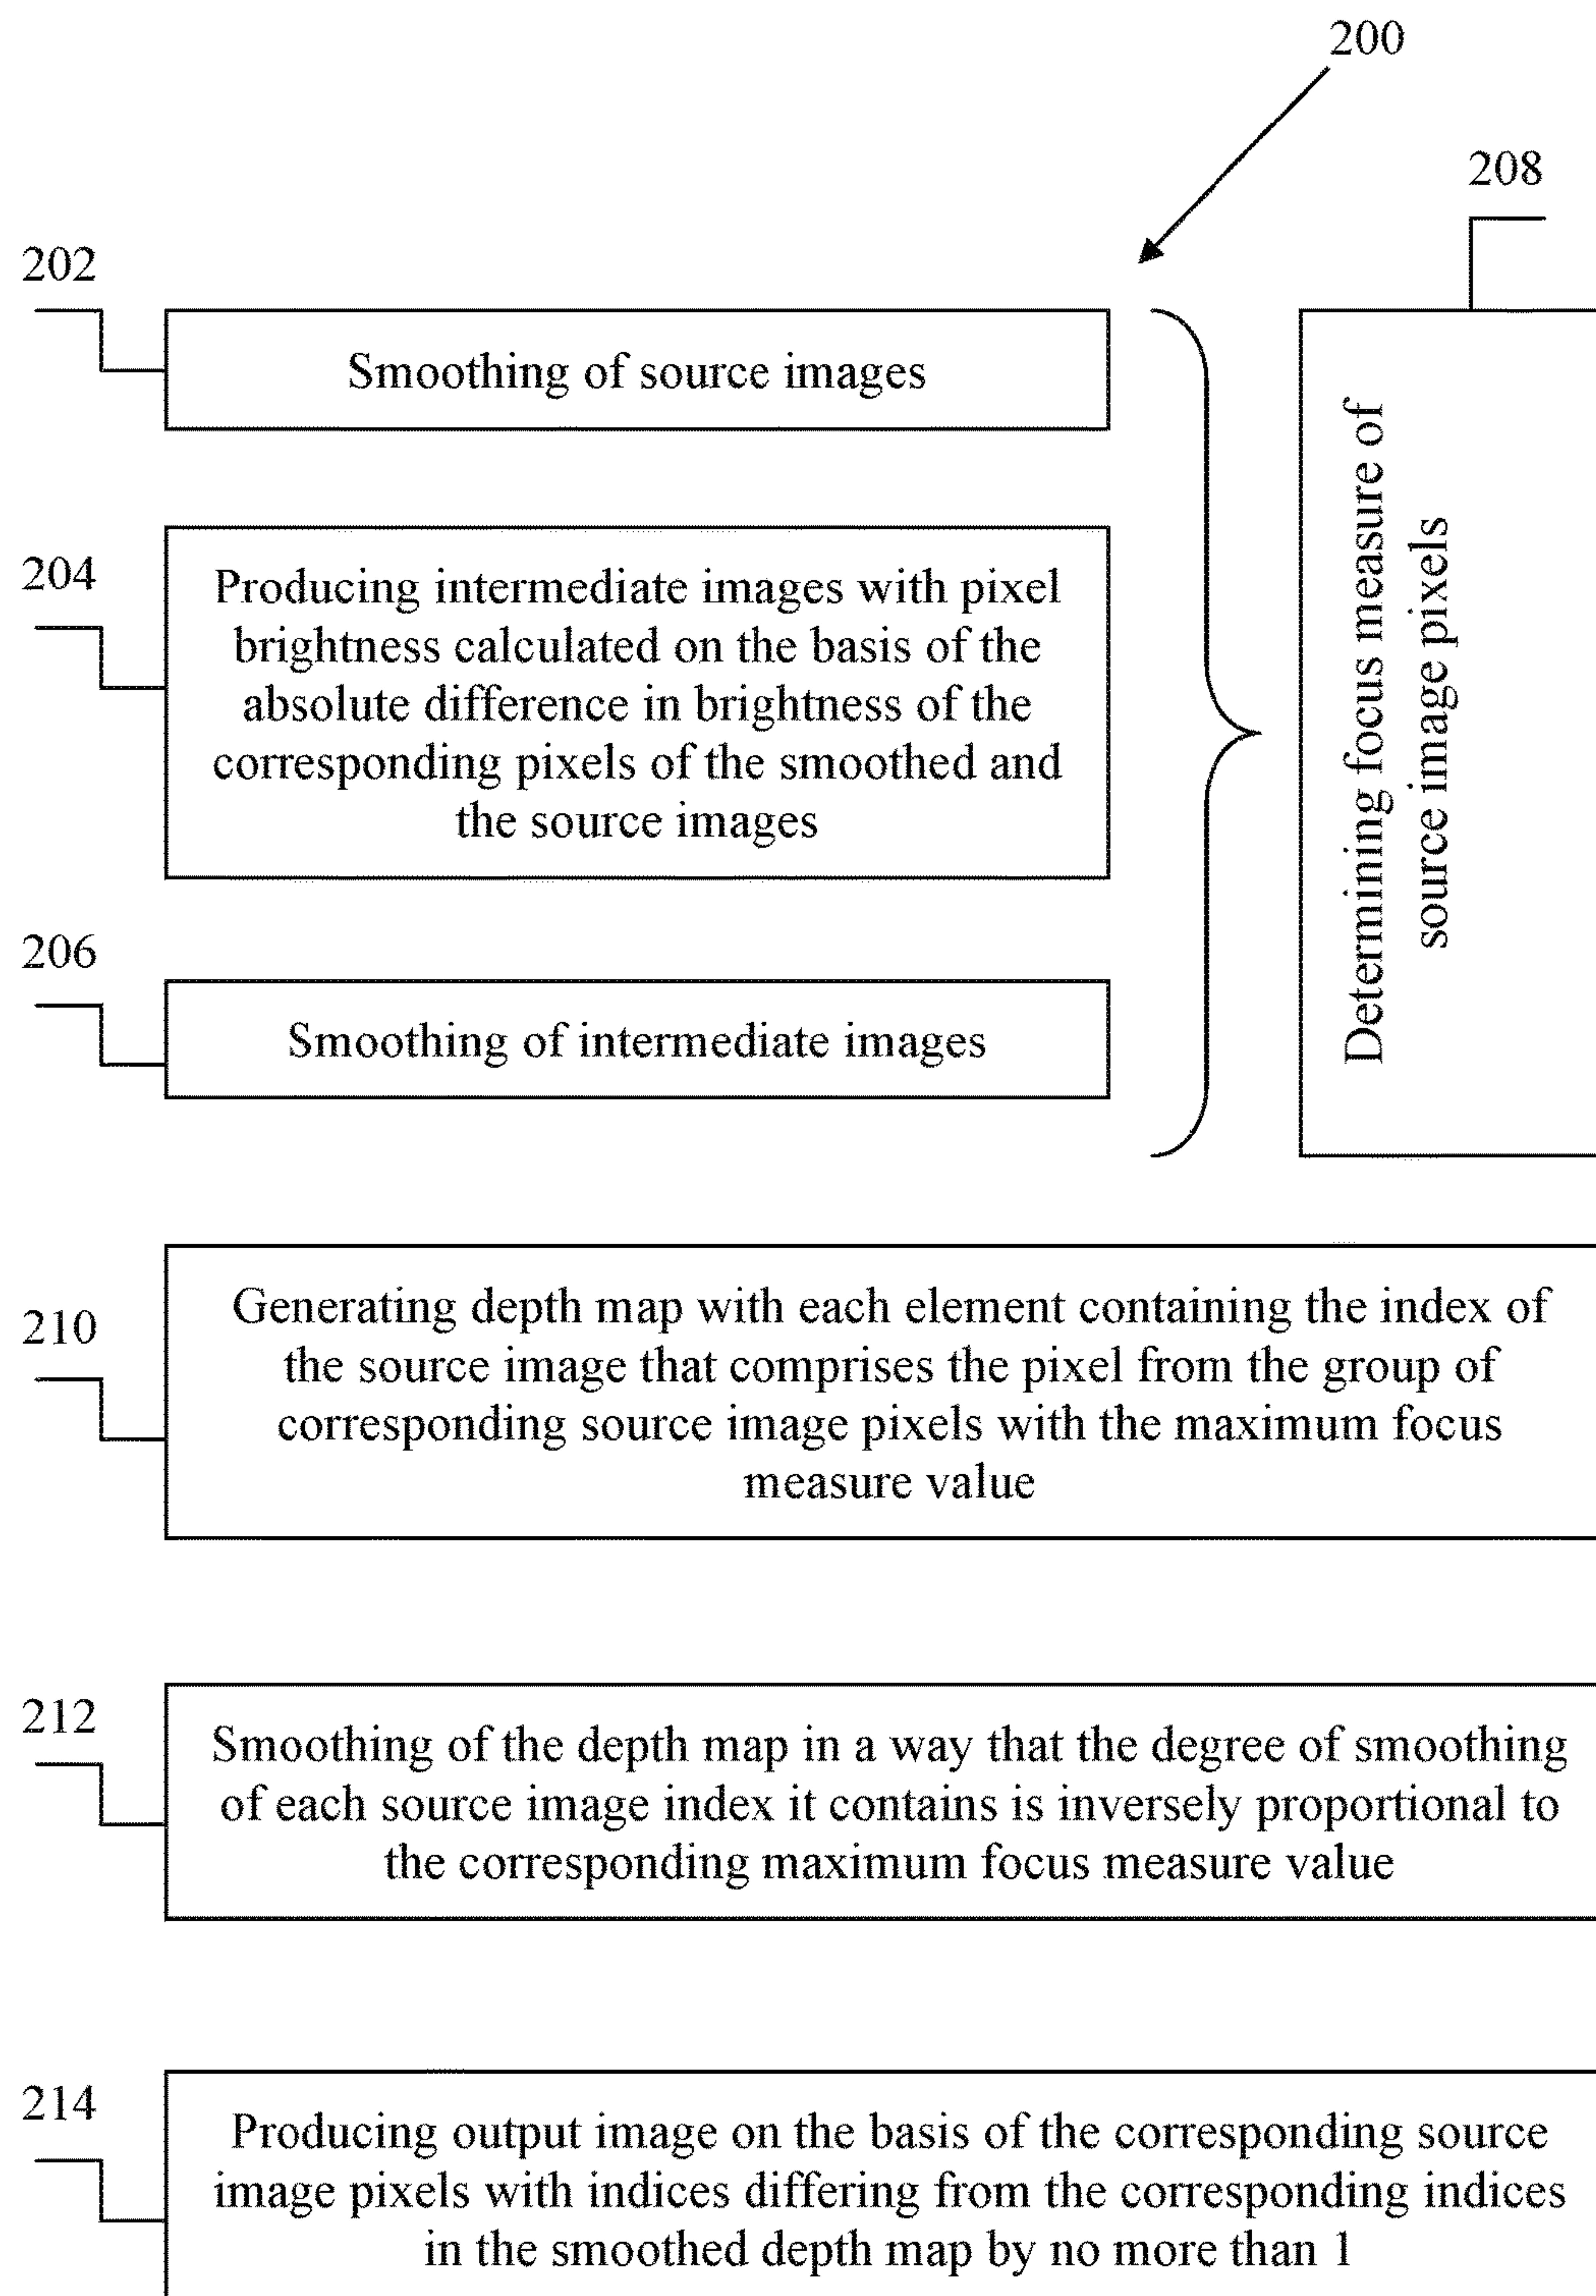 200
208
202
Smoothing of source images
204
Producing intermediate images with pixel
brightness calculated on the basis of the
absolute difference in brightness of the
corresponding pixels of the smoothed and
the source images
206
Smoothing of intermediate images
Determining focus measure of
source image pixels
210
Generating depth map with each element containing the index of
the source image that comprises the pixel from the group of
corresponding source image pixels with the maximum focus
measure value
212
Smoothing of the depth map in a way that the degree of smoothing
of each source image index it contains is inversely proportional to
the corresponding maximum focus measure value
214
Producing output image on the basis of the corresponding source
image pixels with indices differing from the corresponding indices
in the smoothed depth map by no more than 1